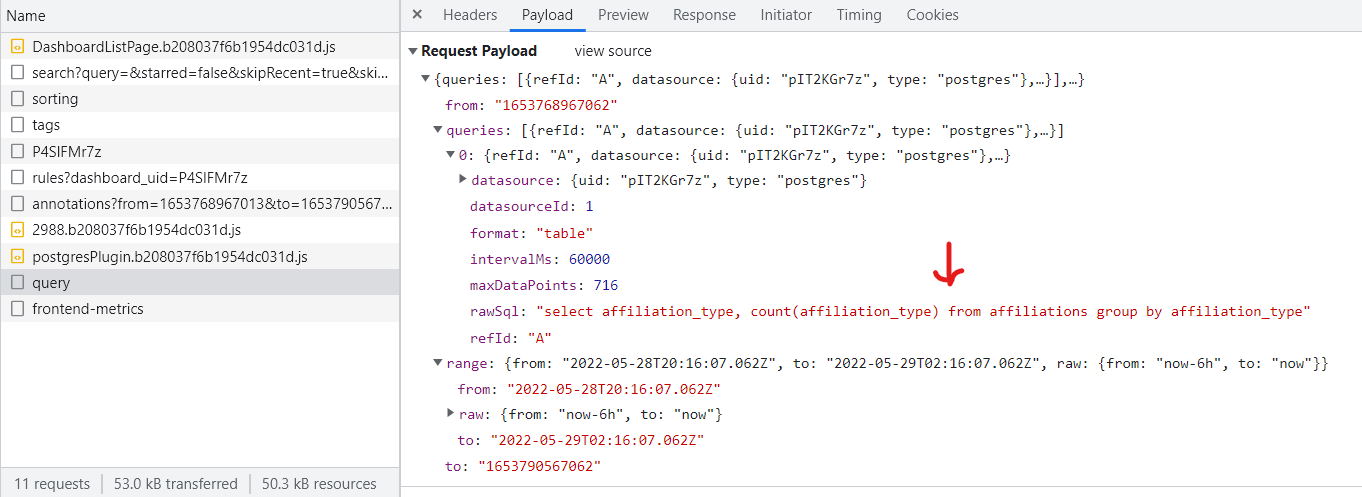 Name
DashboardListPage.b208037f6b1954dc031d.js
search?query=&starred=false&skipRecent=true&ski...
sorting
tags
P4SIFMr7z
rules?dashboard_uid=P4SIFMr7z
annotations?from=1653768967013&to=1653790567...
2988.b208037f6b1954dc031d.js
postgresPlugin.b208037f6b1954dc031d.js
query
frontend-metrics
11 requests 53.0 kB transferred 50.3 kB resources
× Headers Payload Preview Response Initiator Timing Cookies
Request Payload view source
{queries: [{refId: "A", datasource: {uid: "pIT2KGr7z", type: "postgres"},…}],…}
from: "1653768967062"
queries: [{refId: "A", datasource: {uid: "pIT2KGr7z", type: "postgres"},…}]
0: {refId: "A", datasource: {uid: "pIT2KGr7z", type: "postgres"},…}
datasource: {uid: "pIT2KGr7z", type: "postgres"}
datasourceId: 1
format: "table"
intervalMs: 60000
maxDataPoints: 716
rawSql: "select affiliation_type, count(affiliation_type) from affiliations group by affiliation_type"
refId: "A"
range: {from: "2022-05-28T20:16:07.062Z", to: "2022-05-29T02:16:07.062Z", raw: {from: "now-6h", to: "now"}}
from: "2022-05-28T20:16:07.062Z"
raw: {from: "now-6h", to: "now"}
to: "2022-05-29T02:16:07.062Z"
to: "1653790567062"